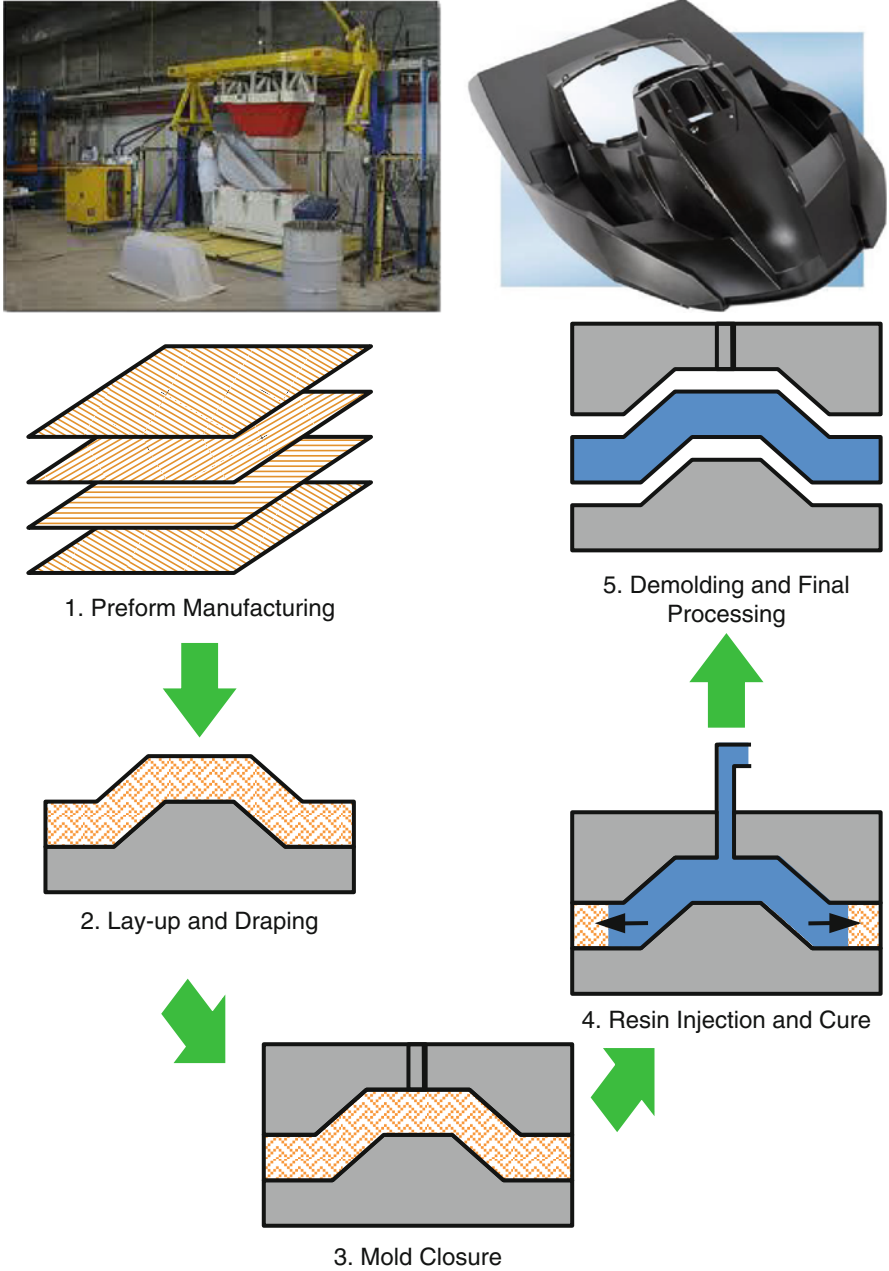 1. Preform Manufacturing
2. Lay-up and Draping
3. Mold Closure
4. Resin Injection and Cure
5. Demolding and Final
Processing